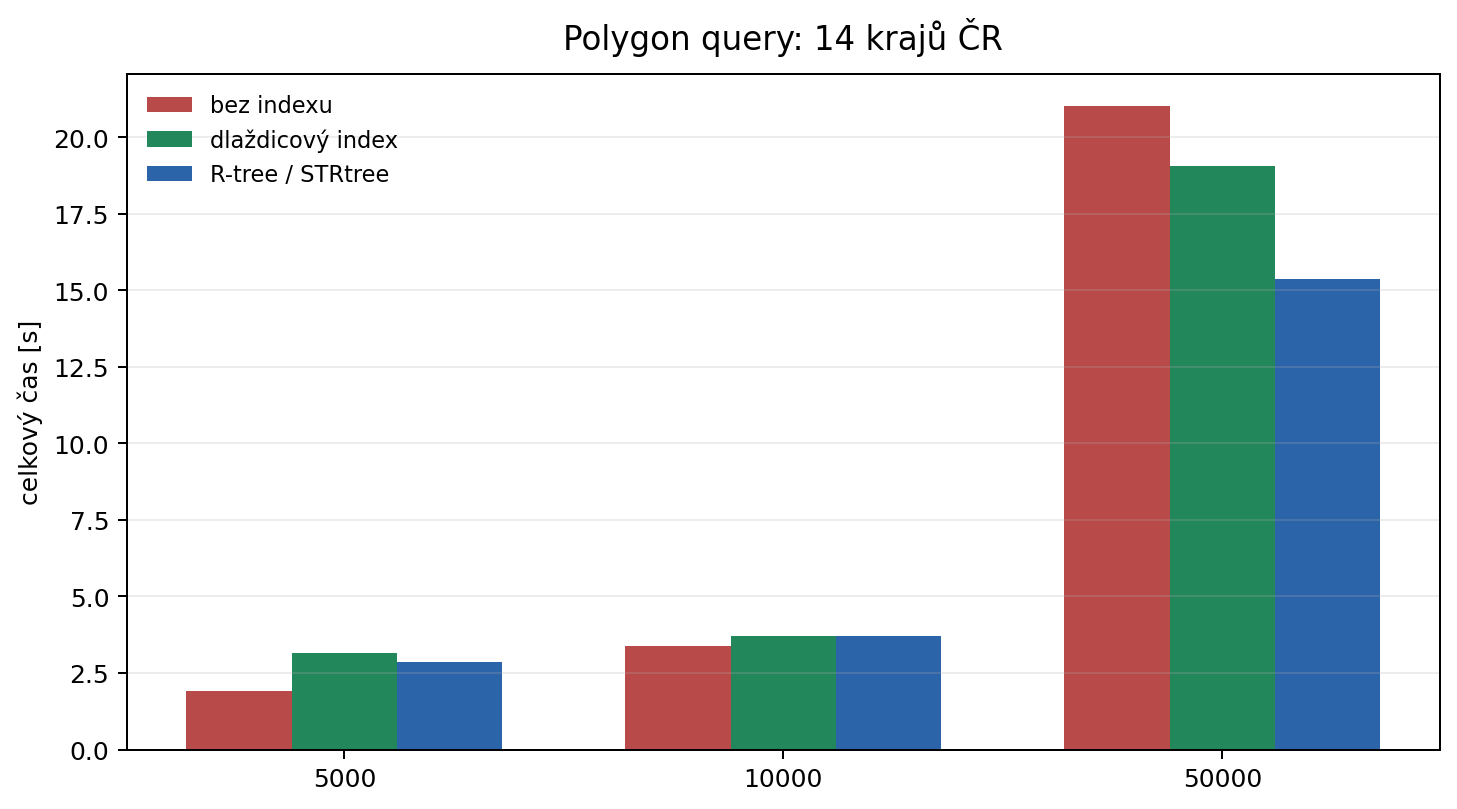 Polygon query: 14 krajů ČR
bez indexu
dlaždicový index
R-tree / STRtree
celkový čas [s]
20.0
17.5
15.0
12.5
10.0
7.5
5.0
2.5
0.0
5000
10000
50000